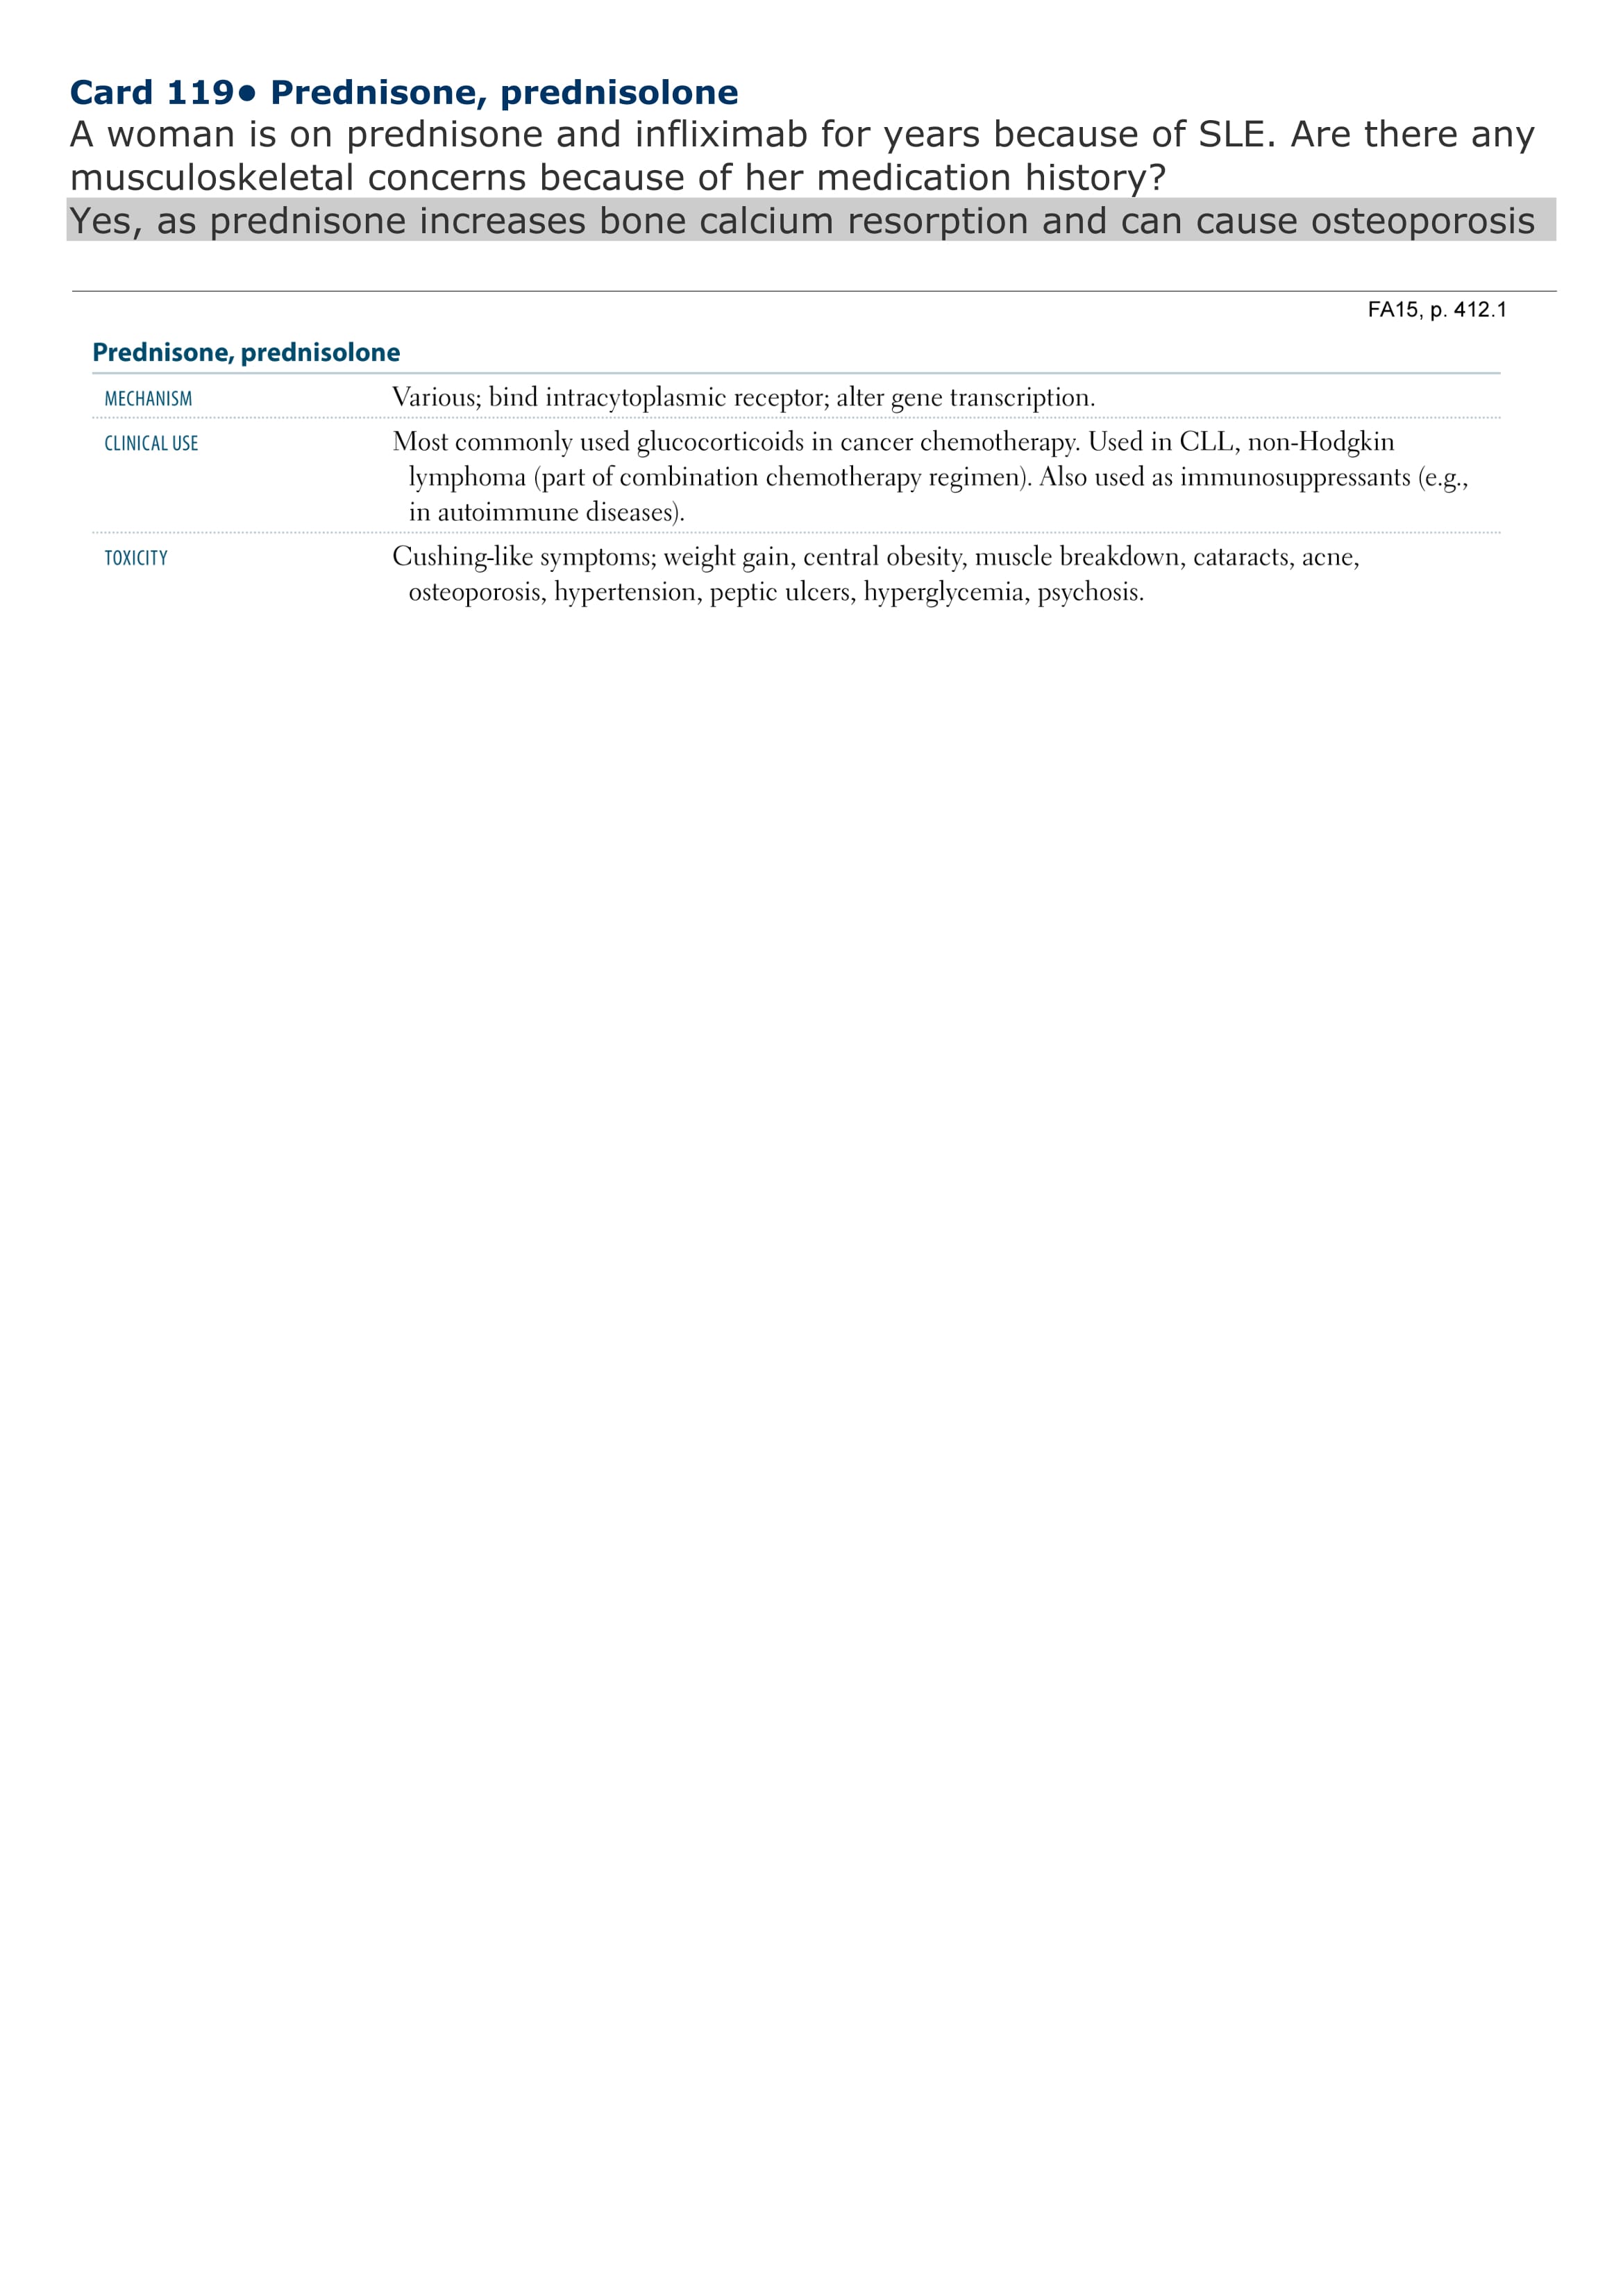 Card 119• Prednisone, prednisolone
A woman is on prednisone and infliximab for years because of SLE. Are there any
musculoskeletal concerns because of her medication history?
Yes, as prednisone increases bone calcium resorption and can cause osteoporosis
FA15, p. 412.1
Prednisone, prednisolone
MECHANISM Various; bind intracytoplasmic receptor; alter gene transcription.
CLINICAL USE Most commonly used glucocorticoids in cancer chemotherapy. Used in CLL, non-Hodgkin
lymphoma (part of combination chemotherapy regimen). Also used as immunosuppressants (e.g.,
in autoimmune diseases).
TOXICITY Cushing-like symptoms; weight gain, central obesity, muscle breakdown, cataracts, acne,
osteoporosis, hypertension, peptic ulcers, hyperglycemia, psychosis.